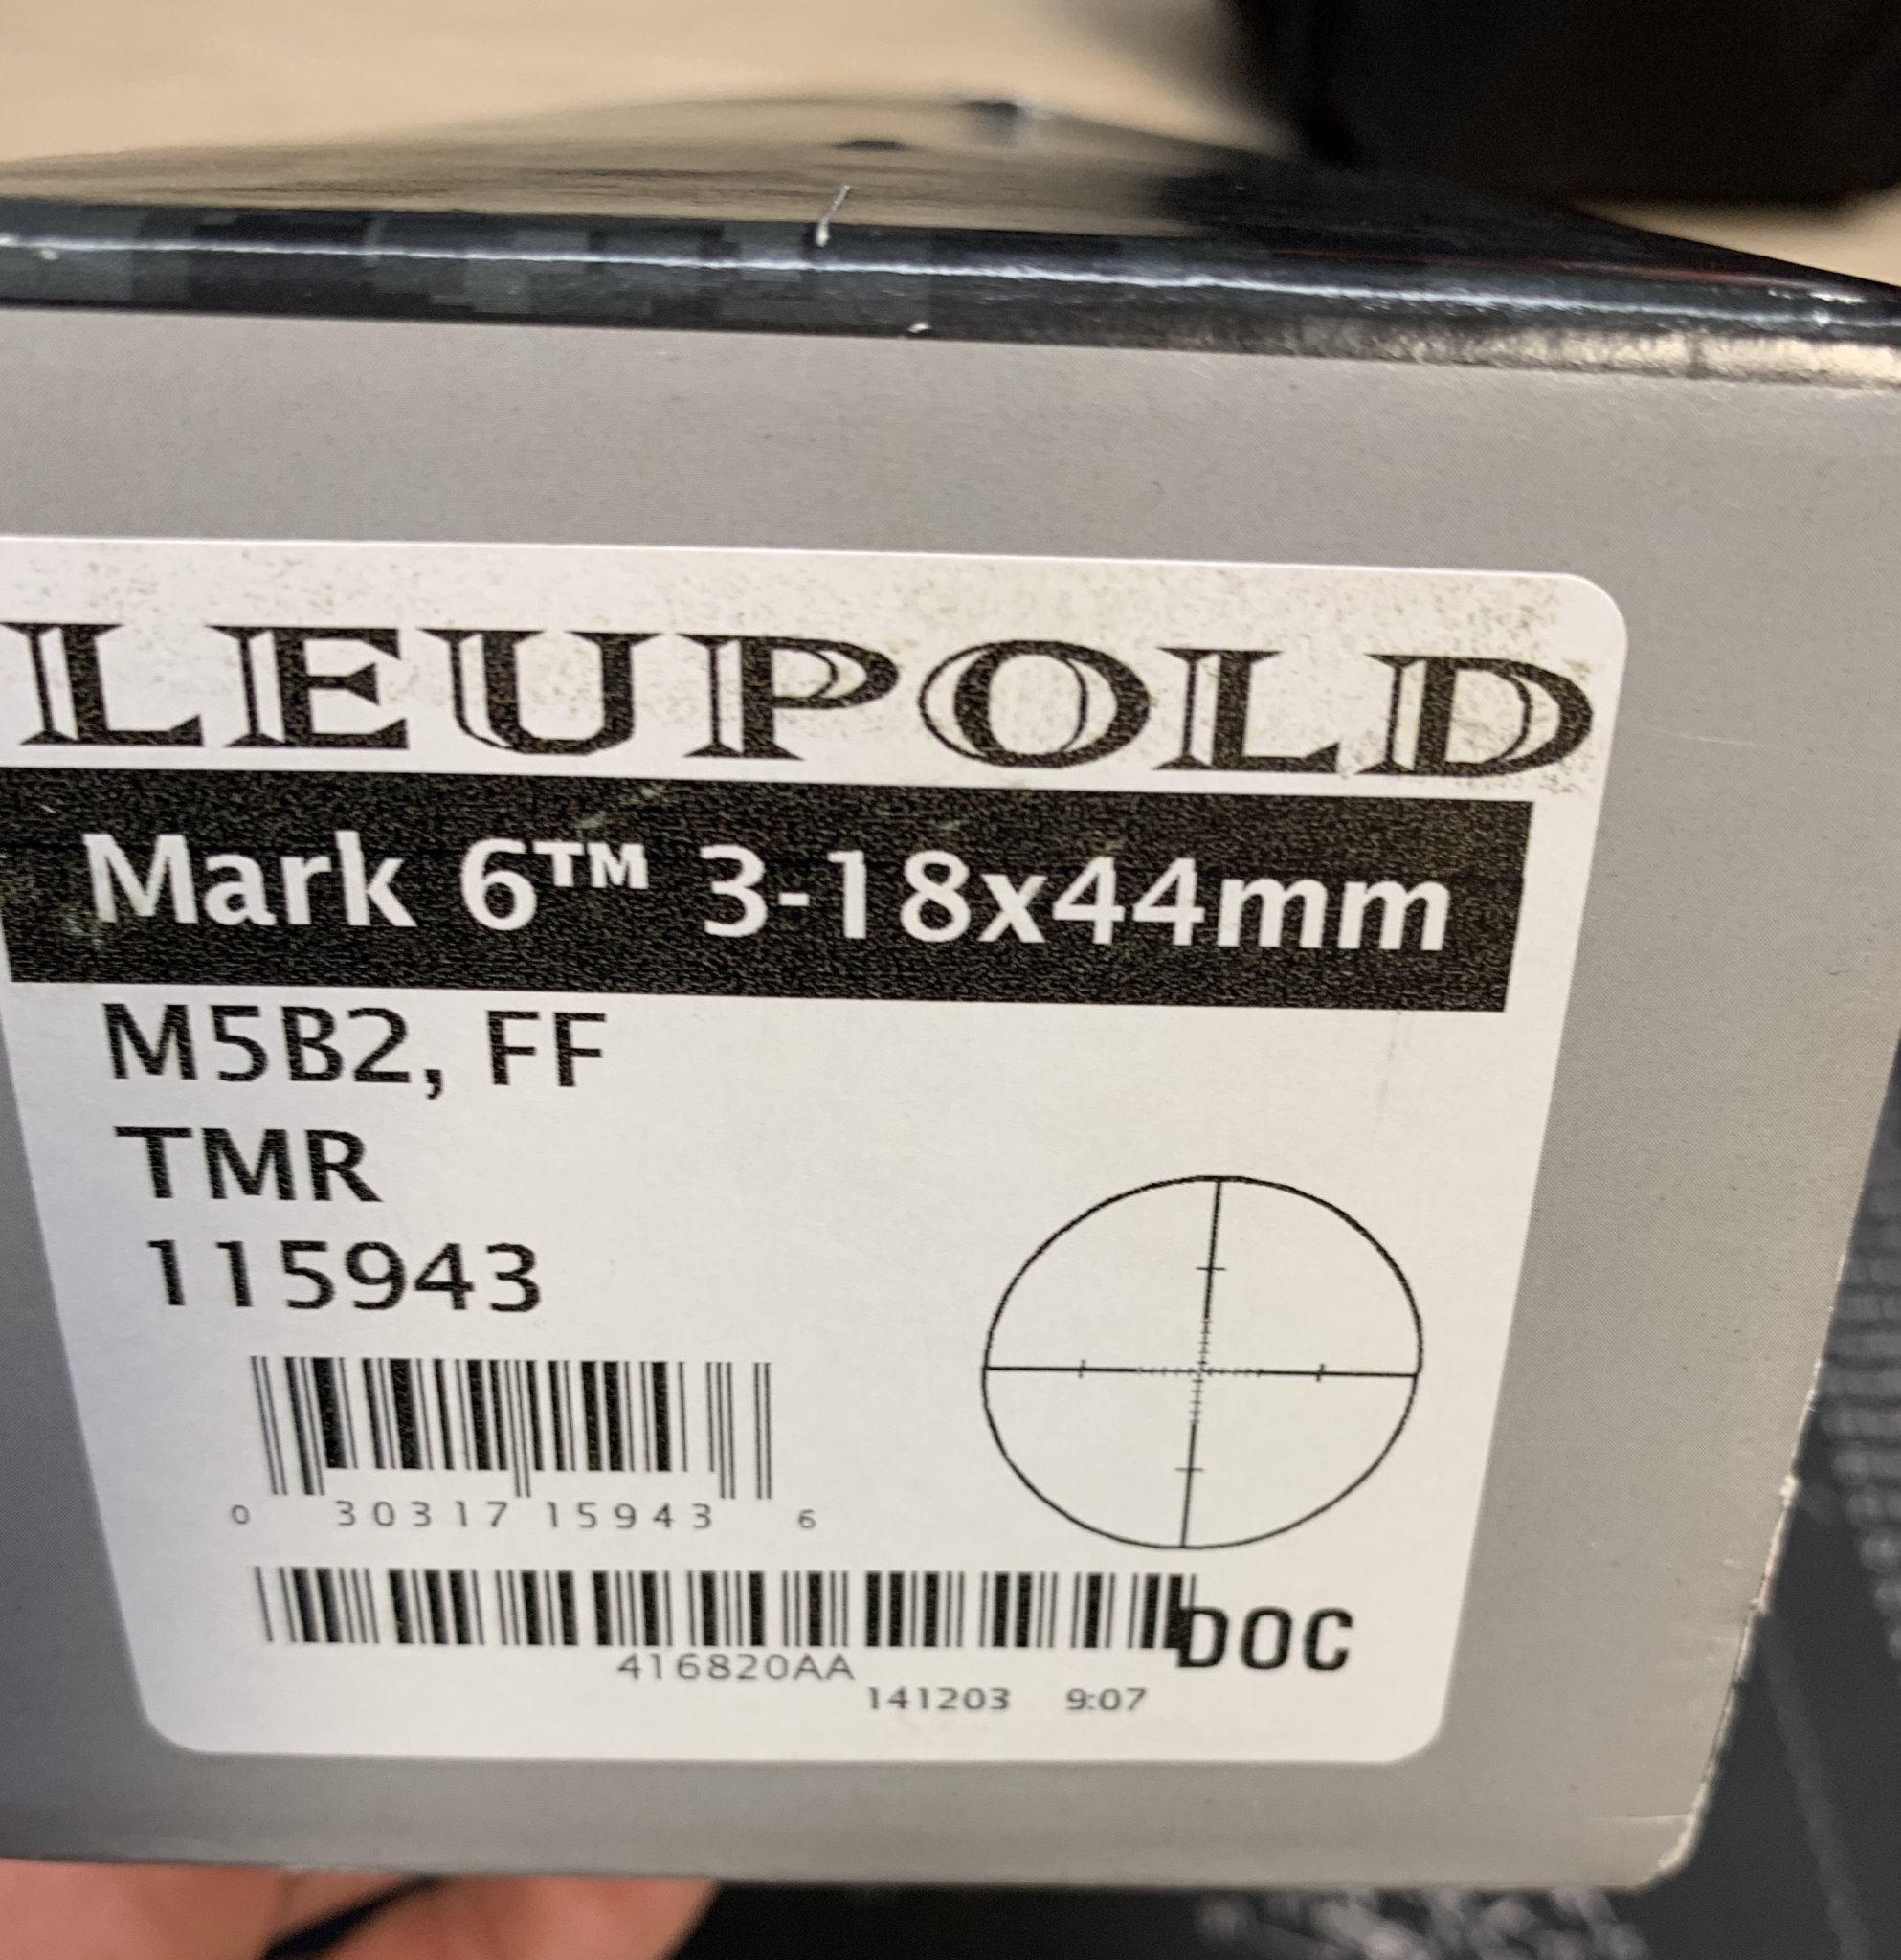 LEUPOLD
Mark 6™ 3-18x44mm
M5B2, FF
TMR
115943
0 30317 15943 6
416820AA
DOC
141203 9:07